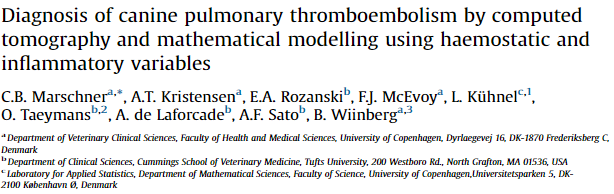 Diagnosis of canine pulmonary thromboembolism by computed
tomography and mathematical modelling using haemostatic and
inflammatory variables
C.B. Marschner a,*, A.T. Kristensen a, E.A. Rozanski b, F.J. McEvoy a, L. Kühnel c,1,
O. Taeymans b,2, A. de Laforcade b, A.F. Sato b, B. Wiinberg a,3
a Department of Veterinary Clinical Sciences, Faculty of Health and Medical Sciences, University of Copenhagen, Dyrlaegevej 16, DK-1870 Frederiksberg C,
Denmark
b Department of Clinical Sciences, Cummings School of Veterinary Medicine, Tufts University, 200 Westboro Rd., North Grafton, MA 01536, USA
c Laboratory for Applied Statistics, Department of Mathematical Sciences, Faculty of Science, University of Copenhagen,Universitetsparken 5, DK-
2100 København Ø, Denmark